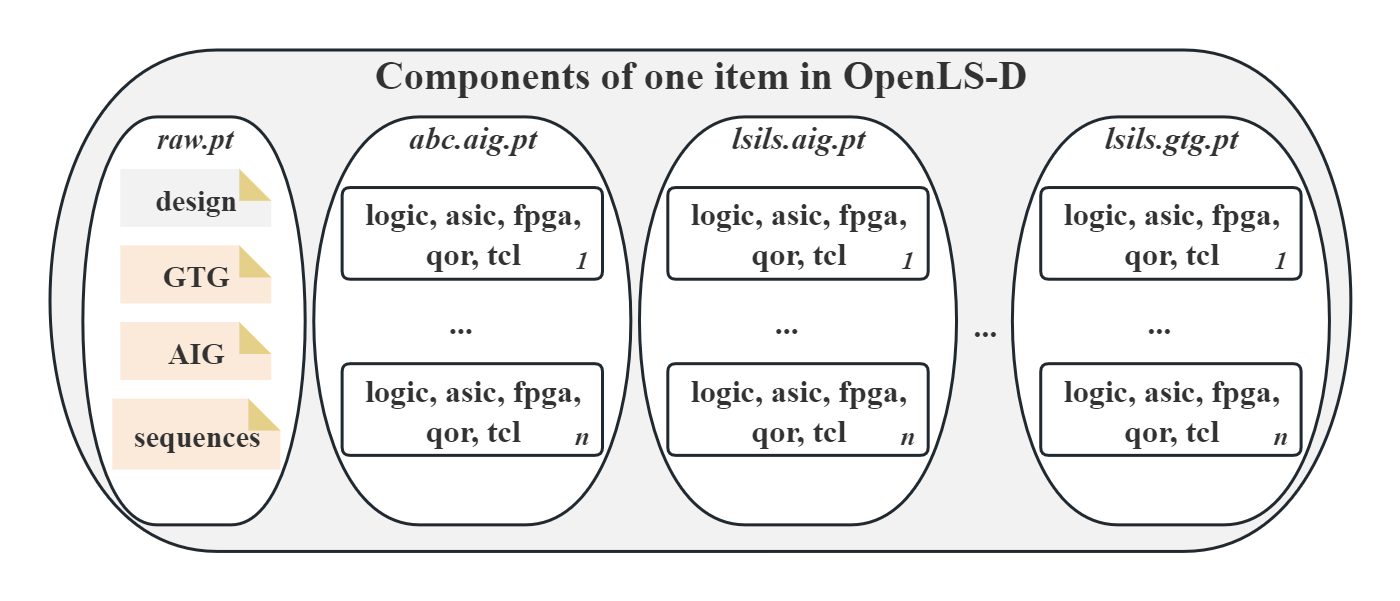 Components of one item in OpenLS-D
raw.pt
design
GTG
AIG
sequences
abc.aig.pt
logic, asic, fpga,
qor, tcl
1
...
logic, asic, fpga,
qor, tcl
n
lsils.aig.pt
logic, asic, fpga,
qor, tcl
1
...
logic, asic, fpga,
qor, tcl
n
...
lsils.gtg.pt
logic, asic, fpga,
qor, tcl
1
...
logic, asic, fpga,
qor, tcl
n